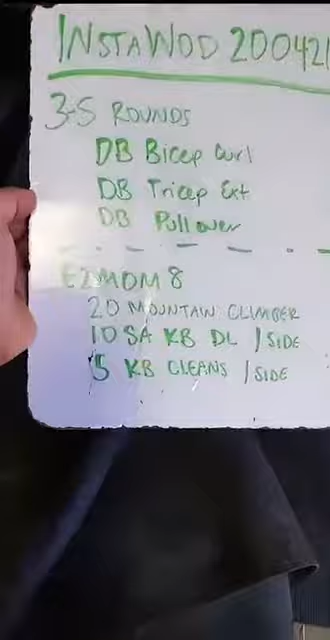 INSTAWOD 200421
3-5 ROUNDS
DB Bicep Curl
DB Tricep Ext
DB Pullover
E2MOM 8
20 MOUNTAIN CLIMBER
10 SA KB DL /SIDE
5 KB CLEANS /SIDE